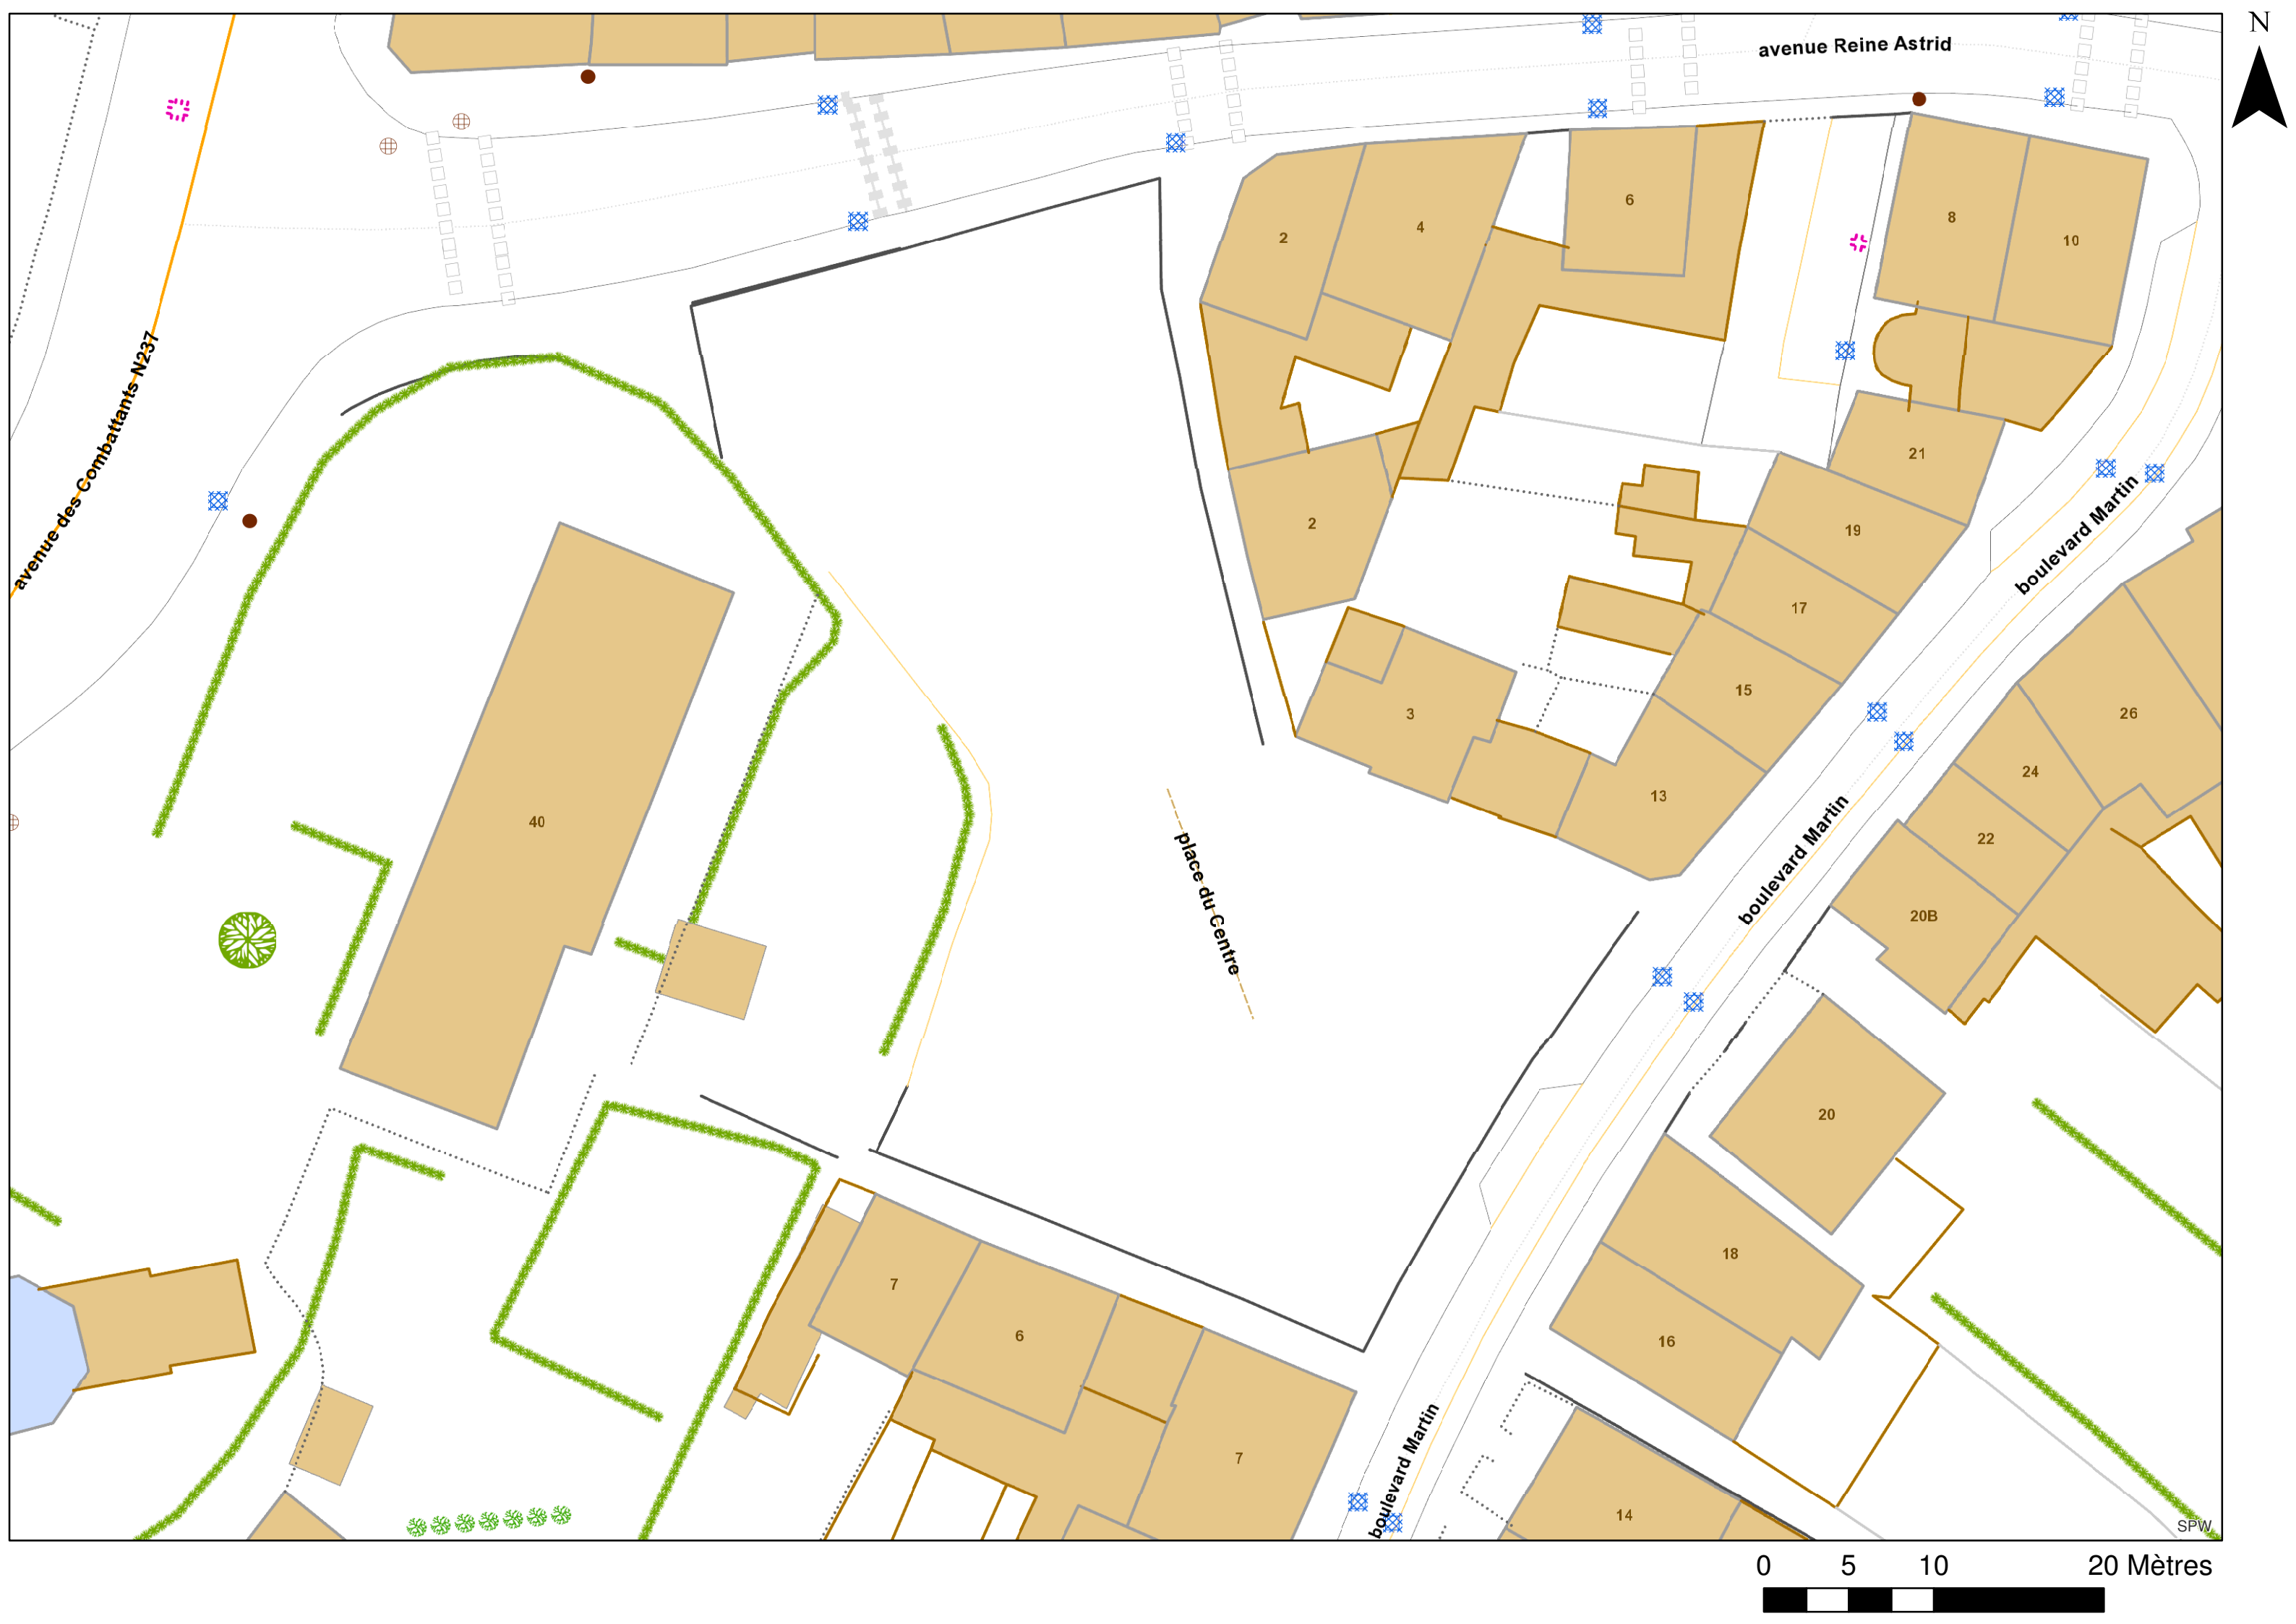 N
avenue Reine Astrid
2
4
6
8
10
avenue des Combattants N237
21
2
19
boulevard Martin
17
15
3
26
13
24
40
22
boulevard Martin
place du Centre
20B
20
18
7
6
16
7
boulevard Martin
14
SPW
0 5 10 20 Mètres